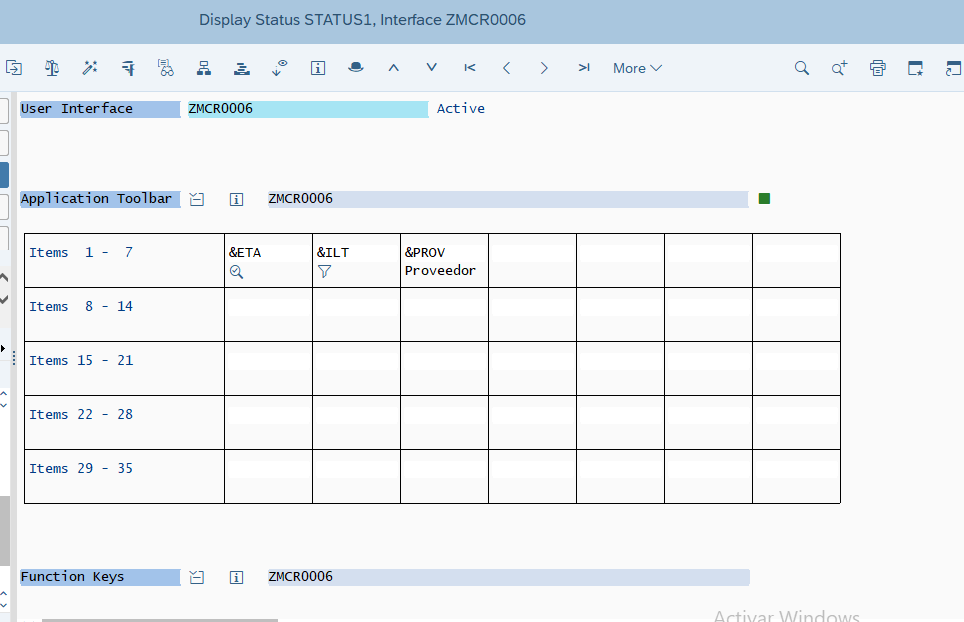 Display Status STATUS1, Interface ZMCR0006
More
User Interface ZMCR0006 Active
Application Toolbar ZMCR0006
Items 1 - 7 &ETA &ILT &PROV
Proveedor
Items 8 - 14
Items 15 - 21
Items 22 - 28
Items 29 - 35
Function Keys ZMCR0006
Activar Windows